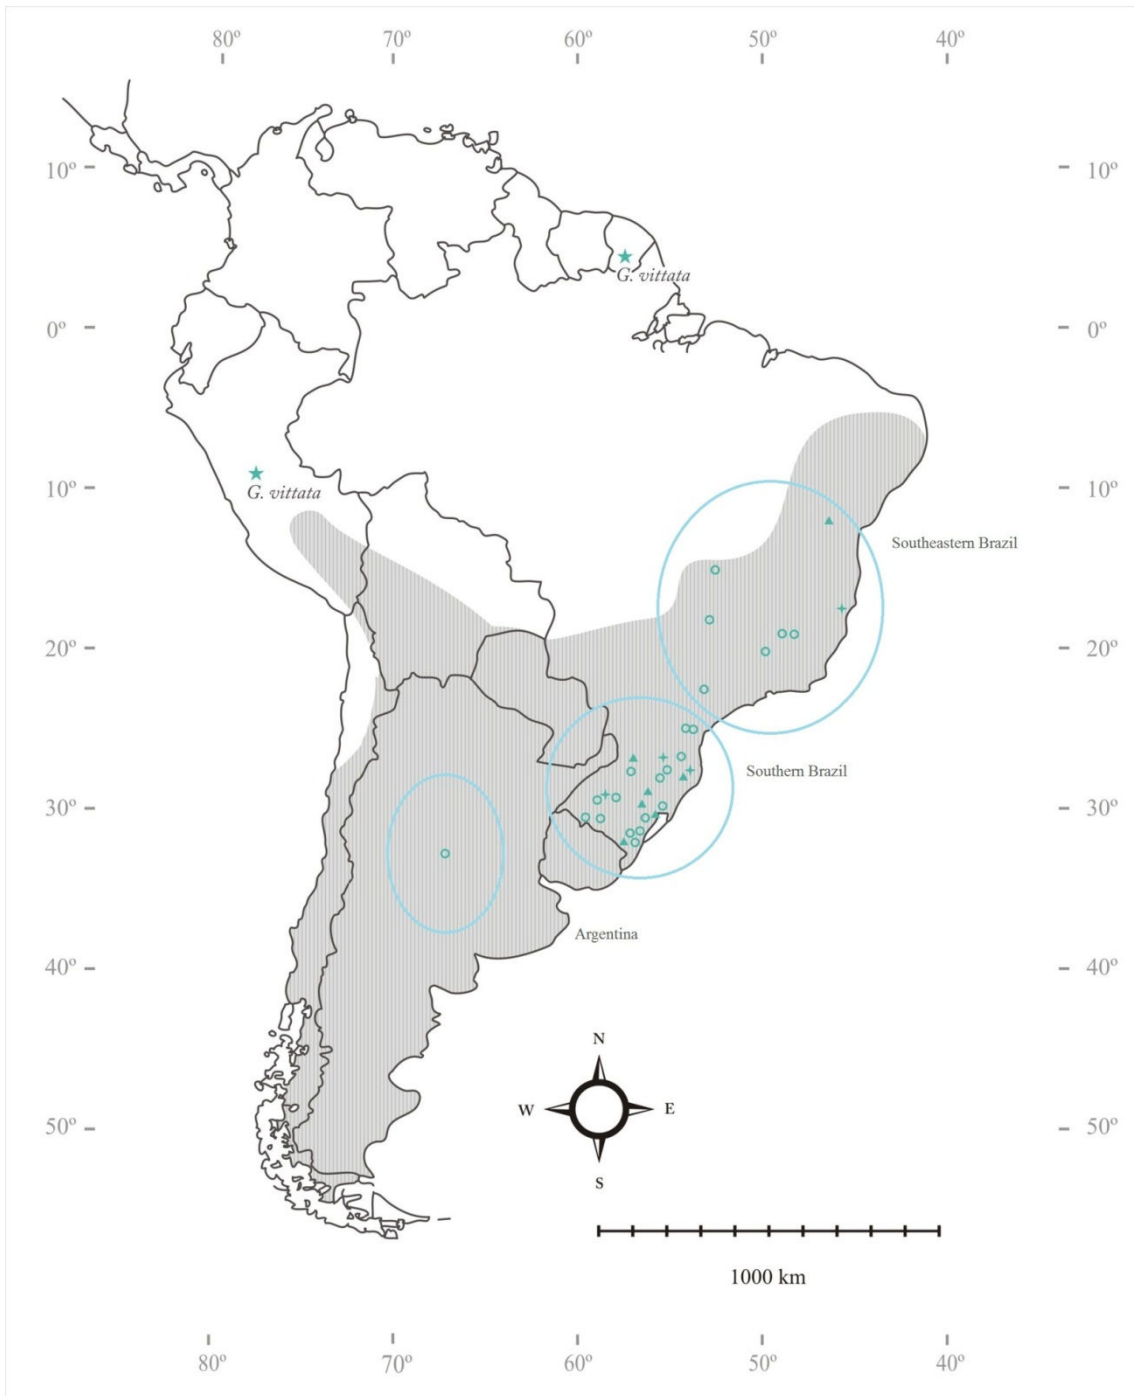 80º 70º 60º 50º 40º
10º 10º
G. vittata
0º 0º
G. vittata
10º 10º
Southeastern Brazil
20º 20º
Southern Brazil
30º 30º
Argentina
40º 40º
N
W E
50º 50º
S
1000 km
80º 70º 60º 50º 40º